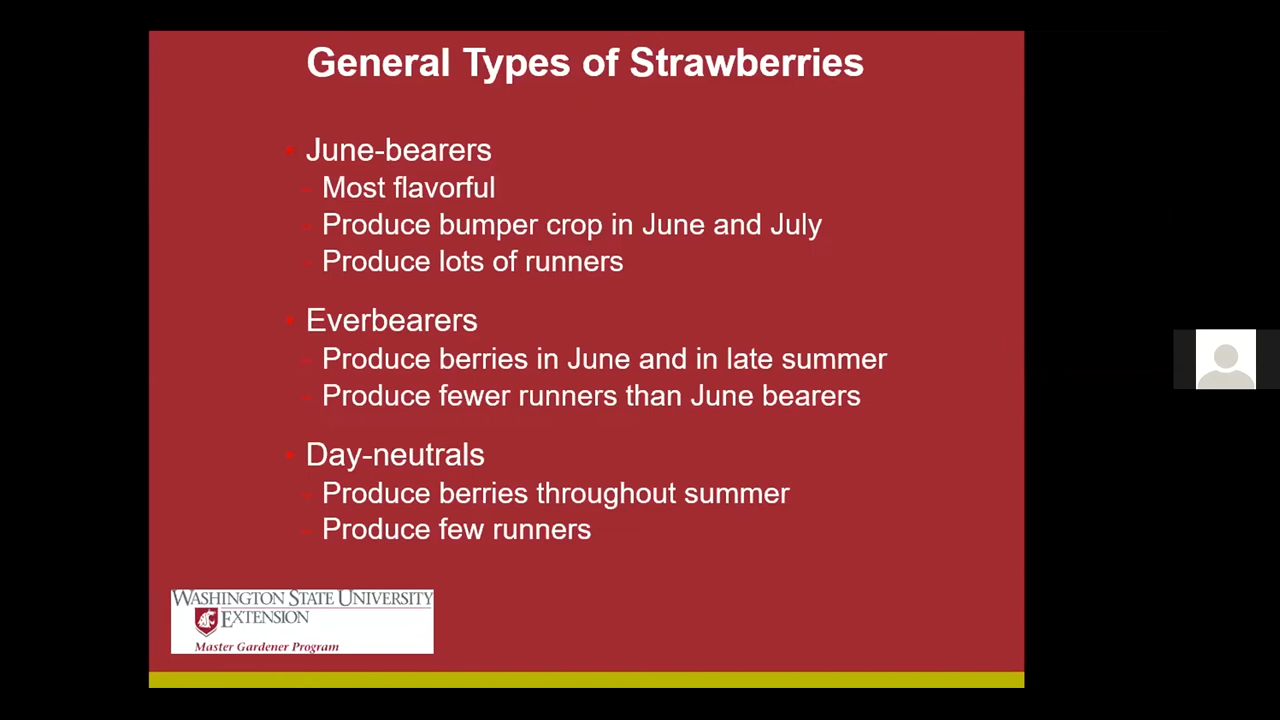 General Types of Strawberries
• June-bearers
- Most flavorful
- Produce bumper crop in June and July
- Produce lots of runners
• Everbearers
- Produce berries in June and in late summer
- Produce fewer runners than June bearers
• Day-neutrals
- Produce berries throughout summer
- Produce few runners
WASHINGTON STATE UNIVERSITY
EXTENSION
Master Gardener Program